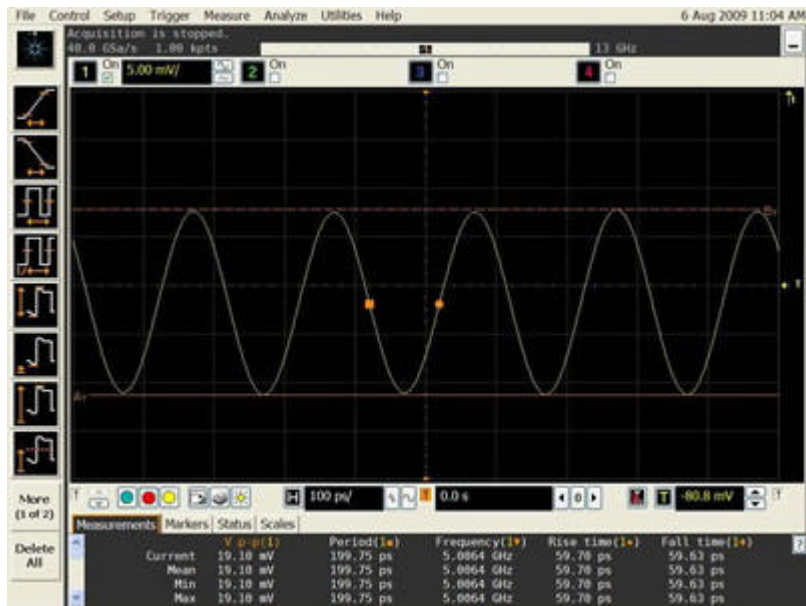 File Control Setup Trigger Measure Analyze Utilities Help 6 Aug 2009 11:04 AM
Acquisition is stopped.
40.0 GSa/s 1.00 kpts 13 GHz
1 On 5.00 mV/ 2 On 3 On 4 On
T
More
(1 of 2)
Delete
All
H 100 ps/ 0.0 s 0 T -80.8 mV
Measurements Markers Status Scales
V p-p(1) Period(1) Frequency(1) Rise time(1) Fall time(1) ?
Current 19.10 mV 199.75 ps 5.0064 GHz 59.70 ps 59.63 ps
Mean 19.10 mV 199.75 ps 5.0064 GHz 59.70 ps 59.63 ps
Min 19.10 mV 199.75 ps 5.0064 GHz 59.70 ps 59.63 ps
Max 19.10 mV 199.75 ps 5.0064 GHz 59.70 ps 59.63 ps